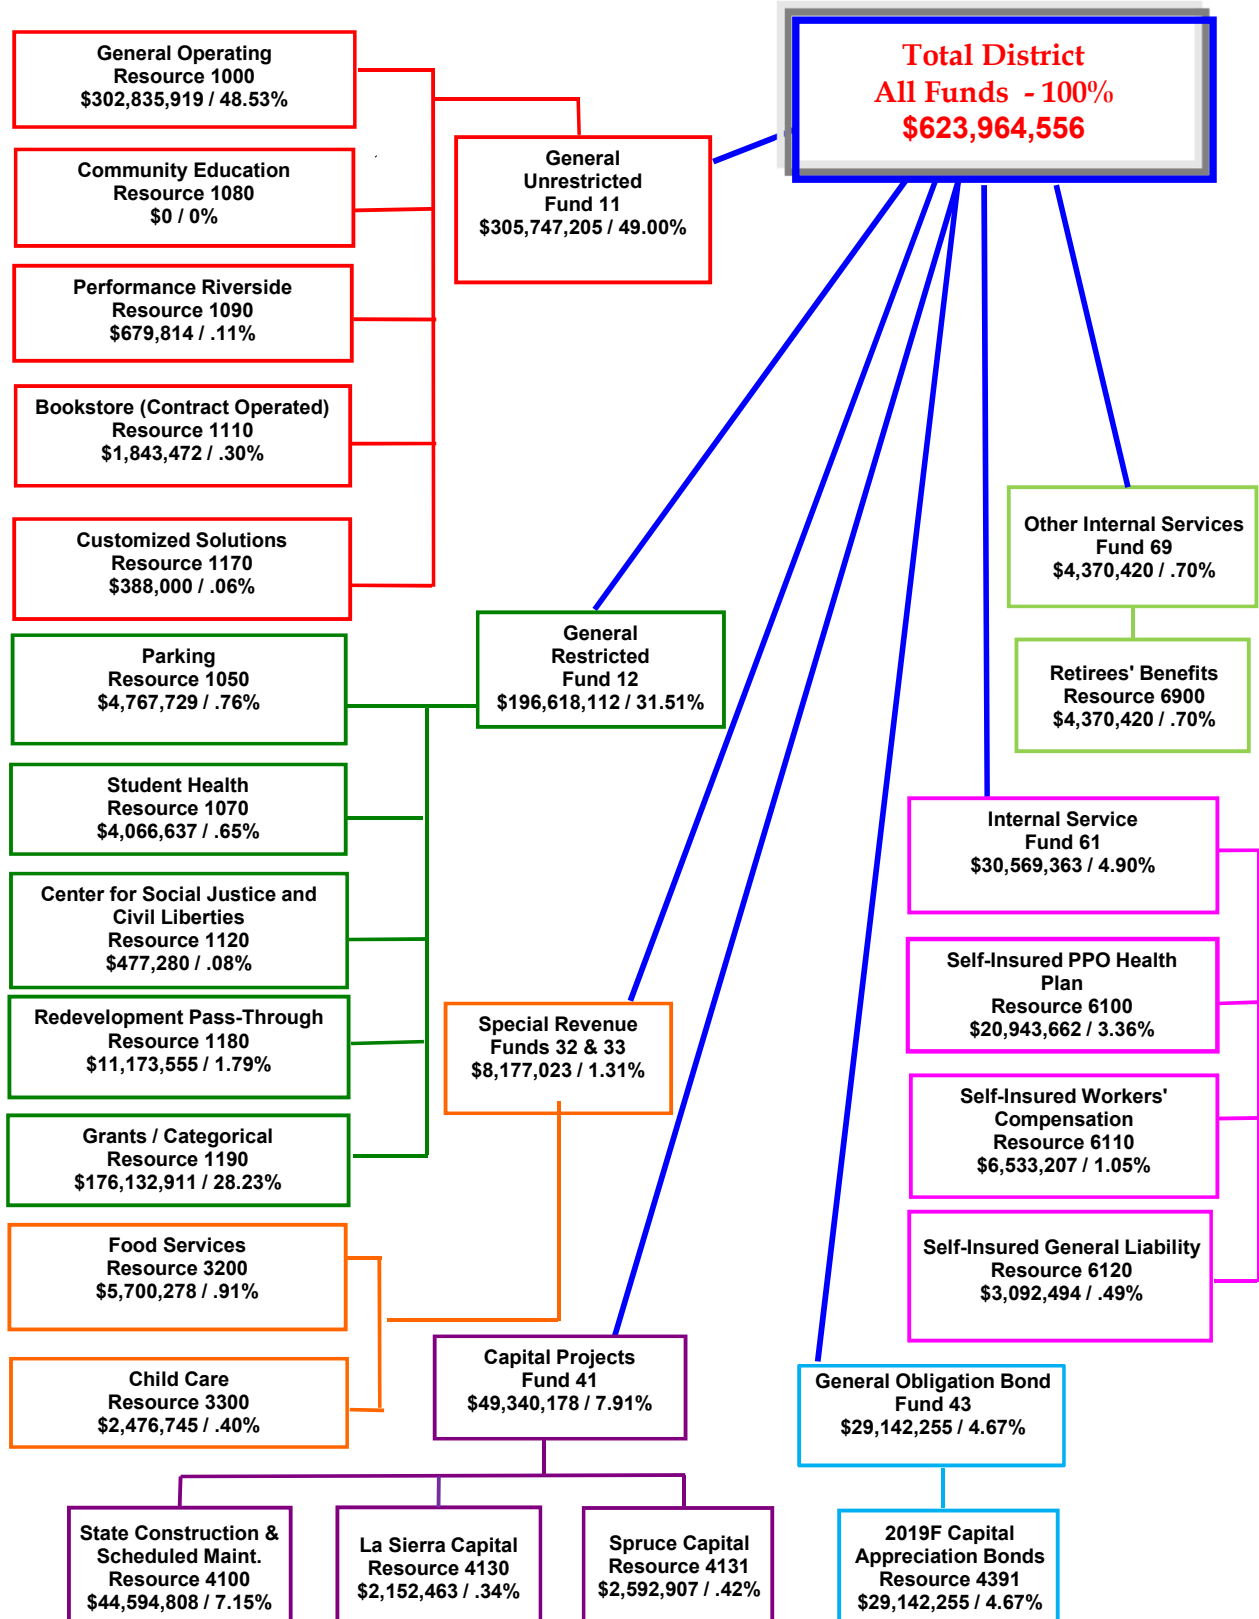 Total District
All Funds - 100%
$623,964,556
General Operating
Resource 1000
$302,835,919 / 48.53%
Community Education
Resource 1080
$0 / 0%
Performance Riverside
Resource 1090
$679,814 / .11%
Bookstore (Contract Operated)
Resource 1110
$1,843,472 / .30%
Customized Solutions
Resource 1170
$388,000 / .06%
General
Unrestricted
Fund 11
$305,747,205 / 49.00%
Parking
Resource 1050
$4,767,729 / .76%
Student Health
Resource 1070
$4,066,637 / .65%
Center for Social Justice and
Civil Liberties
Resource 1120
$477,280 / .08%
Redevelopment Pass-Through
Resource 1180
$11,173,555 / 1.79%
Grants / Categorical
Resource 1190
$176,132,911 / 28.23%
General
Restricted
Fund 12
$196,618,112 / 31.51%
Other Internal Services
Fund 69
$4,370,420 / .70%
Retirees' Benefits
Resource 6900
$4,370,420 / .70%
Internal Service
Fund 61
$30,569,363 / 4.90%
Self-Insured PPO Health
Plan
Resource 6100
$20,943,662 / 3.36%
Self-Insured Workers'
Compensation
Resource 6110
$6,533,207 / 1.05%
Self-Insured General Liability
Resource 6120
$3,092,494 / .49%
Special Revenue
Funds 32 & 33
$8,177,023 / 1.31%
Food Services
Resource 3200
$5,700,278 / .91%
Child Care
Resource 3300
$2,476,745 / .40%
Capital Projects
Fund 41
$49,340,178 / 7.91%
General Obligation Bond
Fund 43
$29,142,255 / 4.67%
State Construction &
Scheduled Maint.
Resource 4100
$44,594,808 / 7.15%
La Sierra Capital
Resource 4130
$2,152,463 / .34%
Spruce Capital
Resource 4131
$2,592,907 / .42%
2019F Capital
Appreciation Bonds
Resource 4391
$29,142,255 / 4.67%